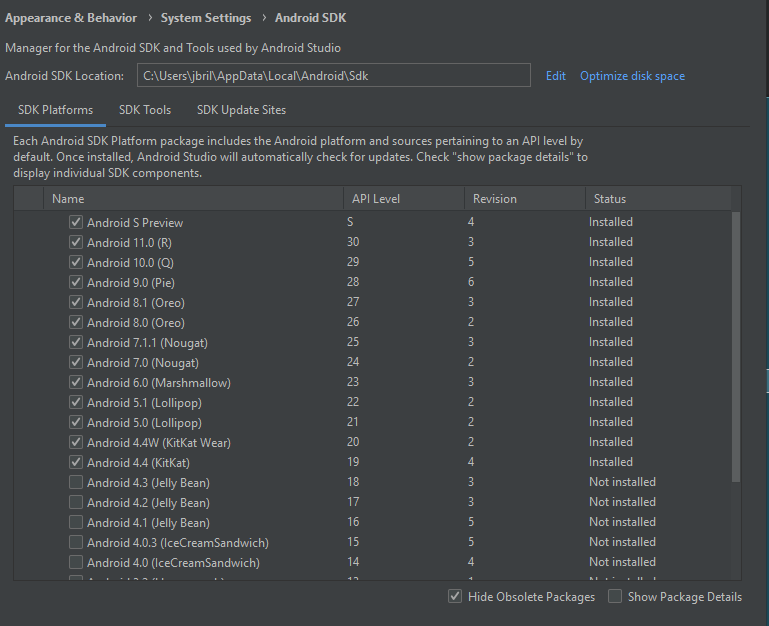 Appearance & Behavior › System Settings › Android SDK
Manager for the Android SDK and Tools used by Android Studio
Android SDK Location: C:\Users\jbril\AppData\Local\Android\Sdk Edit Optimize disk space
SDK Platforms SDK Tools SDK Update Sites
Each Android SDK Platform package includes the Android platform and sources pertaining to an API level by
default. Once installed, Android Studio will automatically check for updates. Check "show package details" to
display individual SDK components.
Name API Level Revision Status
Android S Preview S 4 Installed
Android 11.0 (R) 30 3 Installed
Android 10.0 (Q) 29 5 Installed
Android 9.0 (Pie) 28 6 Installed
Android 8.1 (Oreo) 27 3 Installed
Android 8.0 (Oreo) 26 2 Installed
Android 7.1.1 (Nougat) 25 3 Installed
Android 7.0 (Nougat) 24 2 Installed
Android 6.0 (Marshmallow) 23 3 Installed
Android 5.1 (Lollipop) 22 2 Installed
Android 5.0 (Lollipop) 21 2 Installed
Android 4.4W (KitKat Wear) 20 2 Installed
Android 4.4 (KitKat) 19 4 Installed
Android 4.3 (Jelly Bean) 18 3 Not installed
Android 4.2 (Jelly Bean) 17 3 Not installed
Android 4.1 (Jelly Bean) 16 5 Not installed
Android 4.0.3 (IceCreamSandwich) 15 5 Not installed
Android 4.0 (IceCreamSandwich) 14 4 Not installed
Hide Obsolete Packages Show Package Details